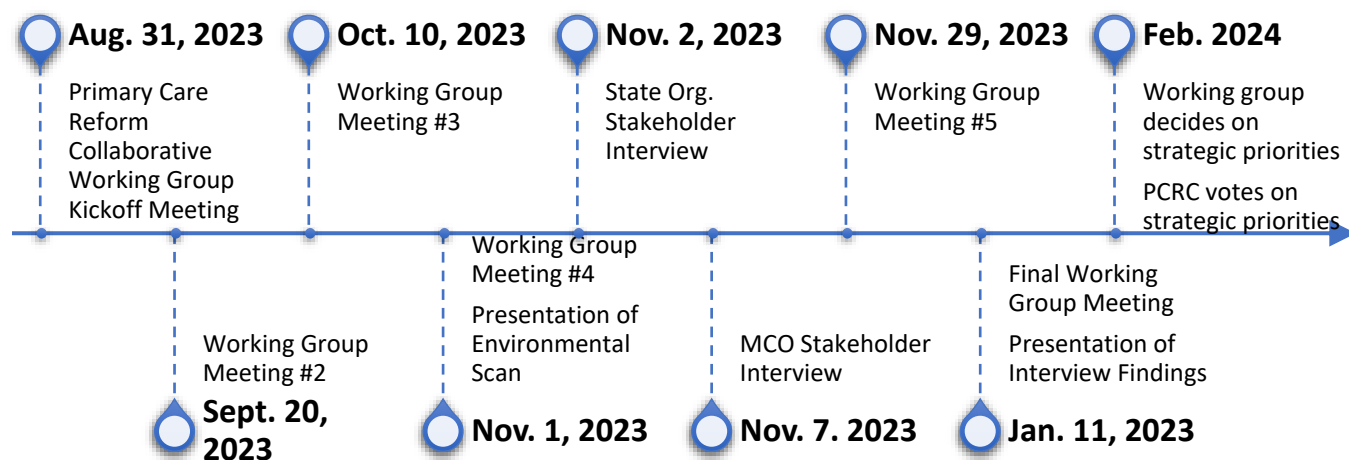 Aug. 31, 2023
Primary Care
Reform
Collaborative
Working Group
Kickoff Meeting
Working Group
Meeting #2
Sept. 20,
2023
Oct. 10, 2023
Working Group
Meeting #3
Working Group
Meeting #4
Presentation of
Environmental
Scan
Nov. 1, 2023
Nov. 2, 2023
State Org.
Stakeholder
Interview
MCO Stakeholder
Interview
Nov. 7. 2023
Nov. 29, 2023
Working Group
Meeting #5
Final Working
Group Meeting
Presentation of
Interview Findings
Jan. 11, 2023
Feb. 2024
Working group
decides on
strategic priorities
PCRC votes on
strategic priorities